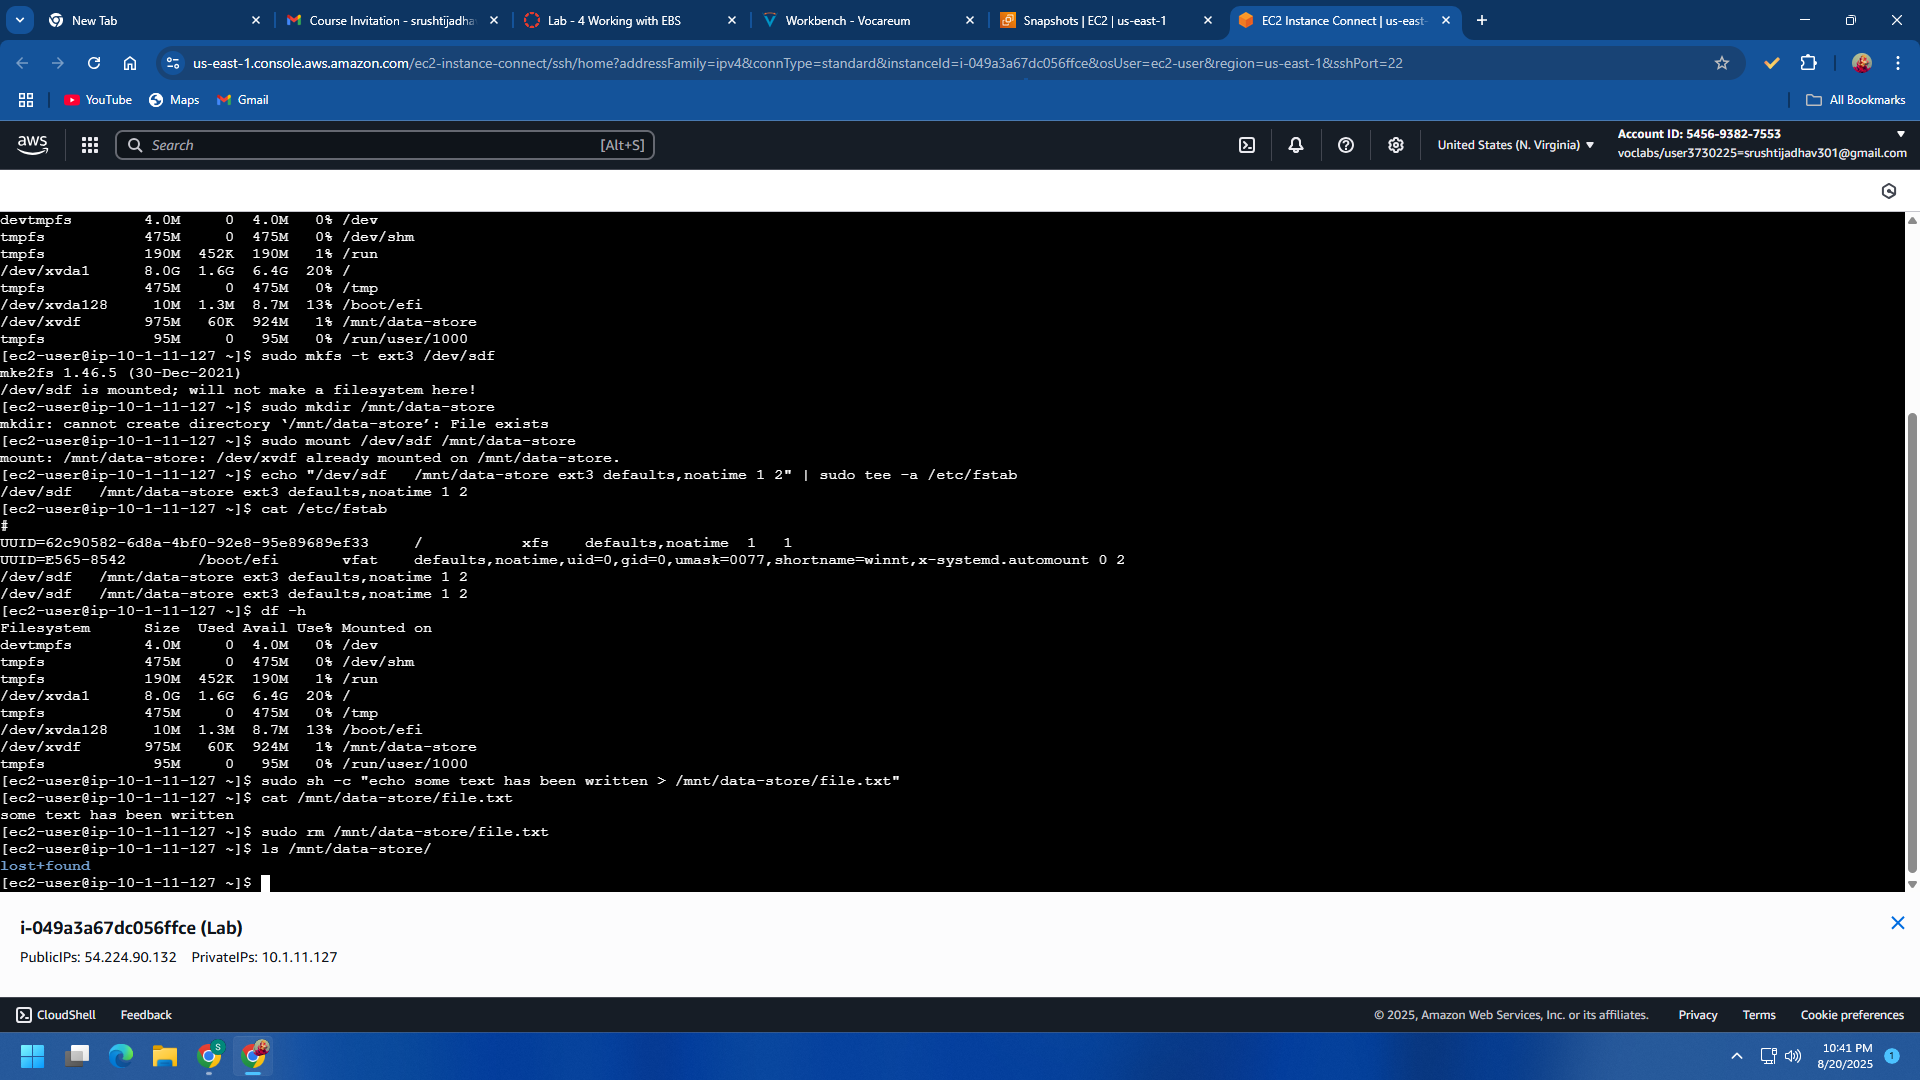 New Tab
Course Invitation - srushtijadha
Lab - 4 Working with EBS
Workbench - Vocareum
Snapshots | EC2 | us-east-1
EC2 Instance Connect | us-east-
us-east-1.console.aws.amazon.com/ec2-instance-connect/ssh/home?addressFamily=ipv4&connType=standard&instanceId=i-049a3a67dc056ffce&osUser=ec2-user&region=us-east-1&sshPort=22
YouTube
Maps
Gmail
All Bookmarks
aws
Search
[Alt+S]
United States (N. Virginia)
Account ID: 5456-9382-7553
voclabs/user3730225=srushtijadhav301@gmail.com
devtmpfs 4.0M 0 4.0M 0% /dev
tmpfs 475M 0 475M 0% /dev/shm
tmpfs 190M 452K 190M 1% /run
/dev/xvda1 8.0G 1.6G 6.4G 20% /
tmpfs 475M 0 475M 0% /tmp
/dev/xvda128 10M 1.3M 8.7M 13% /boot/efi
/dev/xvdf 975M 60K 924M 1% /mnt/data-store
tmpfs 95M 0 95M 0% /run/user/1000
[ec2-user@ip-10-1-11-127 ~]$ sudo mkfs -t ext3 /dev/sdf
mke2fs 1.46.5 (30-Dec-2021)
/dev/sdf is mounted; will not make a filesystem here!
[ec2-user@ip-10-1-11-127 ~]$ sudo mkdir /mnt/data-store
mkdir: cannot create directory ‘/mnt/data-store’: File exists
[ec2-user@ip-10-1-11-127 ~]$ sudo mount /dev/sdf /mnt/data-store
mount: /mnt/data-store: /dev/xvdf already mounted on /mnt/data-store.
[ec2-user@ip-10-1-11-127 ~]$ echo "/dev/sdf   /mnt/data-store ext3 defaults,noatime 1 2" | sudo tee -a /etc/fstab
/dev/sdf   /mnt/data-store ext3 defaults,noatime 1 2
[ec2-user@ip-10-1-11-127 ~]$ cat /etc/fstab
#
UUID=62c90582-6d8a-4bf0-92e8-95e89689ef33     /           xfs    defaults,noatime  1   1
UUID=E565-8542        /boot/efi       vfat    defaults,noatime,uid=0,gid=0,umask=0077,shortname=winnt,x-systemd.automount 0 2
/dev/sdf   /mnt/data-store ext3 defaults,noatime 1 2
/dev/sdf   /mnt/data-store ext3 defaults,noatime 1 2
[ec2-user@ip-10-1-11-127 ~]$ df -h
Filesystem Size Used Avail Use% Mounted on
devtmpfs 4.0M 0 4.0M 0% /dev
tmpfs 475M 0 475M 0% /dev/shm
tmpfs 190M 452K 190M 1% /run
/dev/xvda1 8.0G 1.6G 6.4G 20% /
tmpfs 475M 0 475M 0% /tmp
/dev/xvda128 10M 1.3M 8.7M 13% /boot/efi
/dev/xvdf 975M 60K 924M 1% /mnt/data-store
tmpfs 95M 0 95M 0% /run/user/1000
[ec2-user@ip-10-1-11-127 ~]$ sudo sh -c "echo some text has been written > /mnt/data-store/file.txt"
[ec2-user@ip-10-1-11-127 ~]$ cat /mnt/data-store/file.txt
some text has been written
[ec2-user@ip-10-1-11-127 ~]$ sudo rm /mnt/data-store/file.txt
[ec2-user@ip-10-1-11-127 ~]$ ls /mnt/data-store/
lost+found
[ec2-user@ip-10-1-11-127 ~]$
i-049a3a67dc056ffce (Lab)
PublicIPs: 54.224.90.132 PrivateIPs: 10.1.11.127
CloudShell
Feedback
© 2025, Amazon Web Services, Inc. or its affiliates.
Privacy
Terms
Cookie preferences
S
10:41 PM
8/20/2025
1